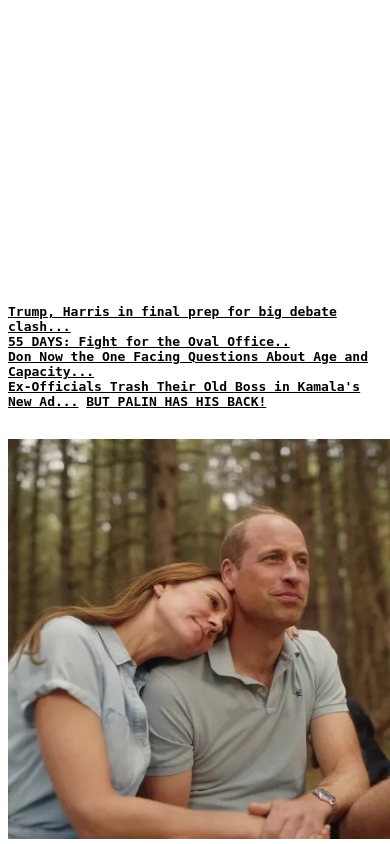 Trump, Harris in final prep for big debate
clash...
55 DAYS: Fight for the Oval Office..
Don Now the One Facing Questions About Age and
Capacity...
Ex-Officials Trash Their Old Boss in Kamala's
New Ad... BUT PALIN HAS HIS BACK!